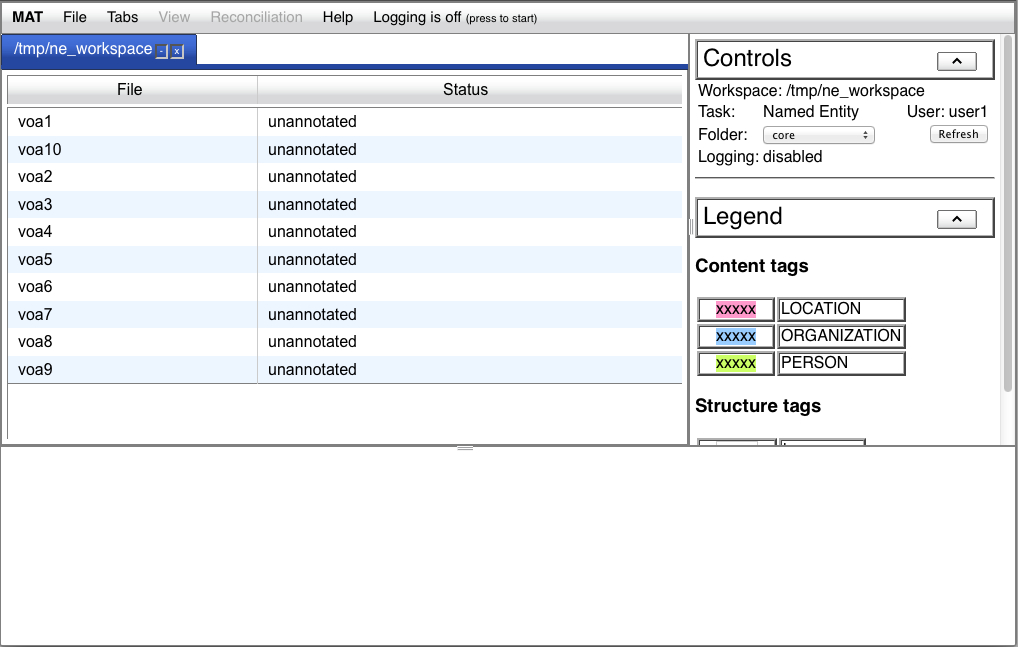 MAT File Tabs View Reconciliation Help Logging is off (press to start)
/tmp/ne_workspace - x
File Status
voa1 unannotated
voa10 unannotated
voa2 unannotated
voa3 unannotated
voa4 unannotated
voa5 unannotated
voa6 unannotated
voa7 unannotated
voa8 unannotated
voa9 unannotated
Controls
Workspace: /tmp/ne_workspace
Task: Named Entity User: user1
Folder: core Refresh
Logging: disabled
Legend
Content tags
xxxxx LOCATION
xxxxx ORGANIZATION
xxxxx PERSON
Structure tags